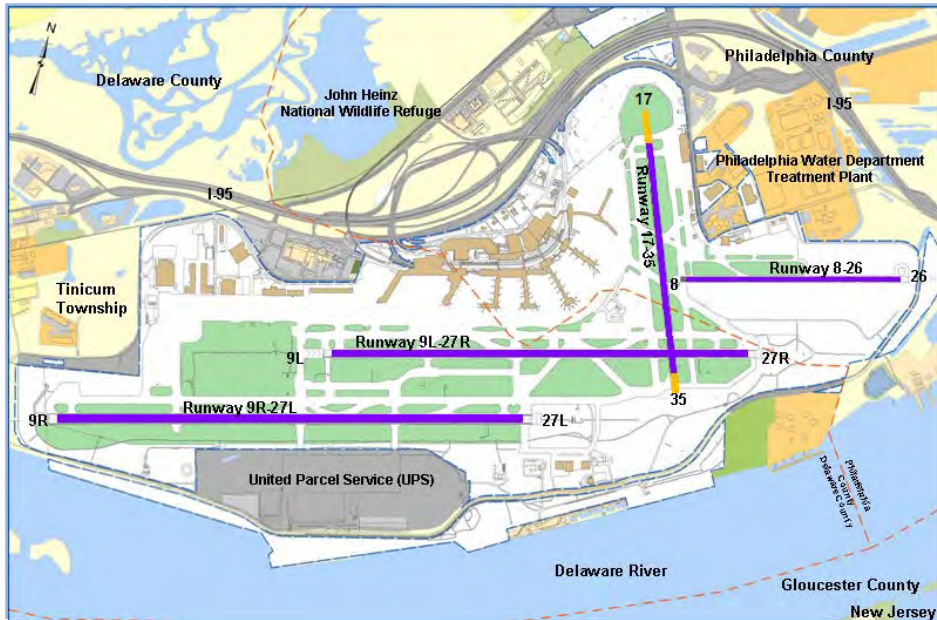 N
Delaware County
John Heinz
National Wildlife Refuge
Philadelphia County
I-95
17
Philadelphia Water Department
Treatment Plant
I-95
Runway 17-35
Runway 8-26
8
26
Tinicum
Township
Runway 9L-27R
9L
27R
35
Runway 9R-27L
9R
27L
United Parcel Service (UPS)
Philadelphia
County
Delaware County
Delaware River
Gloucester County
New Jersey